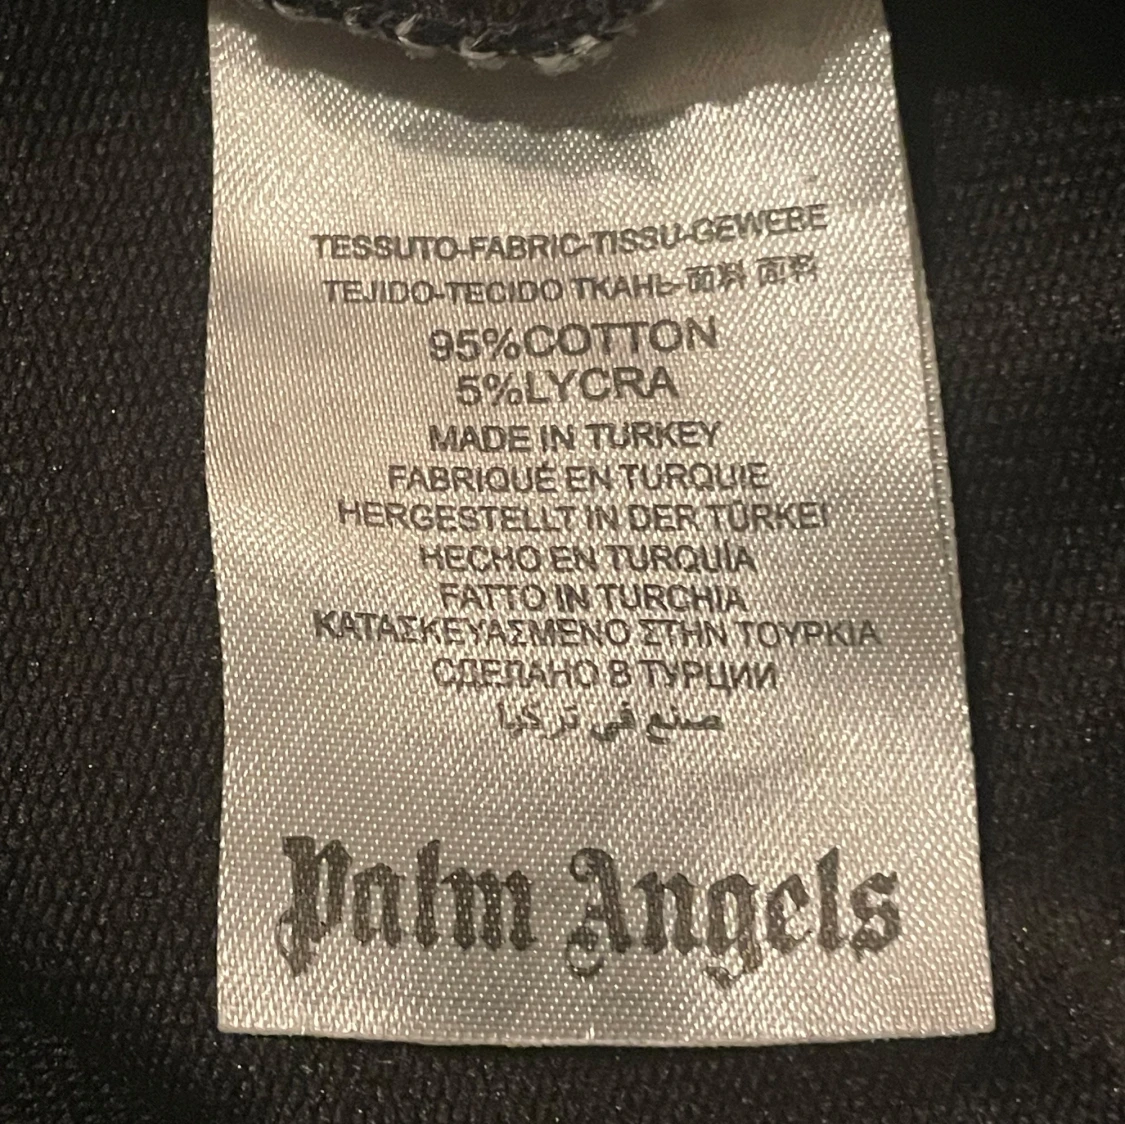 TESSUTO-FABRIC-TISSU-GEWEBE
TEJIDO-TECIDO ТКАНЬ-面料 面料
95%COTTON
5%LYCRA
MADE IN TURKEY
FABRIQUÉ EN TURQUIE
HERGESTELLT IN DER TÜRKEI
HECHO EN TURQUÍA
FATTO IN TURCHIA
ΚΑΤΑΣΚΕΥΑΣΜΕΝΟ ΣΤΗΝ ΤΟΥΡΚΙΑ
СДЕЛАНО В ТУРЦИИ
صنع في تركيا
Palm Angels